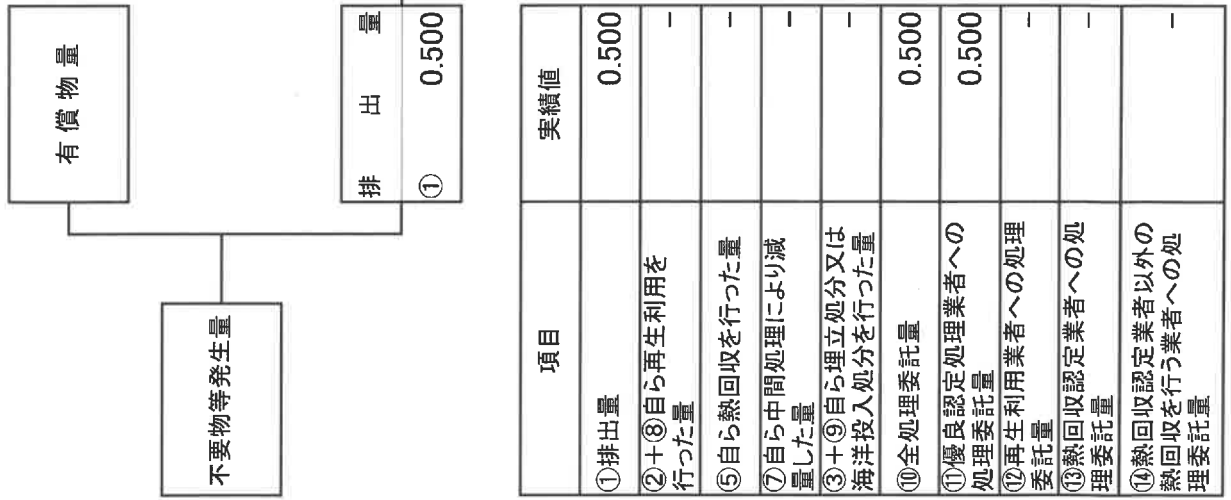 不要物等発生量
有償物量
排出量
① 0.500
項目 実績値
①排出量 0.500
②+⑧自ら再生利用を
行った量 －
⑤自ら熱回収を行った量 －
⑦自ら中間処理により減
量した量 －
③+⑨自ら埋立処分又は
海洋投入処分を行った量 －
⑩全処理委託量 0.500
⑪優良認定処理業者への
処理委託量 0.500
⑫再生利用業者への処理
委託量 －
⑬熱回収認定業者への処
理委託量 －
⑭熱回収認定業者以外の
熱回収を行う業者への処
理委託量 －